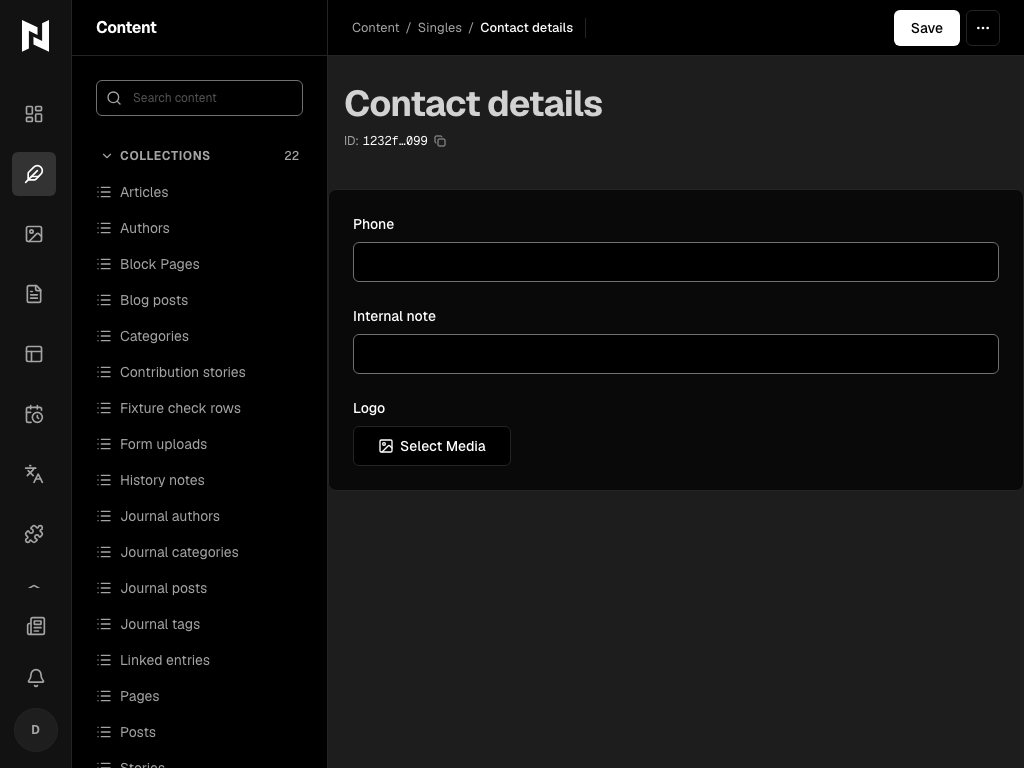 Content
Content / Singles / Contact details
Save
Search content
COLLECTIONS 22
Articles
Authors
Block Pages
Blog posts
Categories
Contribution stories
Fixture check rows
Form uploads
History notes
Journal authors
Journal categories
Journal posts
Journal tags
Linked entries
Pages
Posts
Stories
D
Contact details
ID: 1232f…099
Phone
Internal note
Logo
Select Media